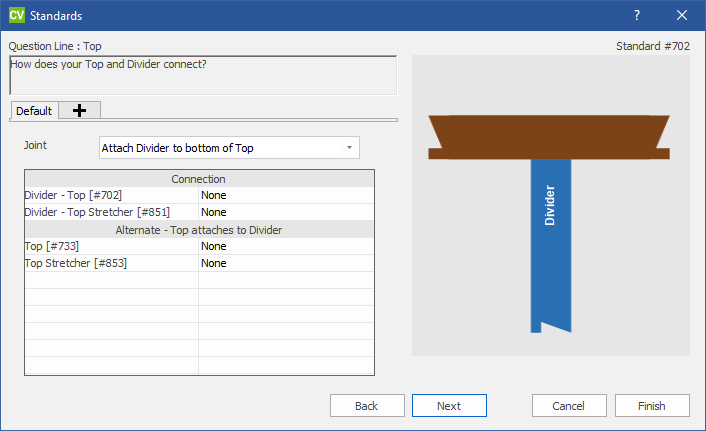 CV Standards ?
Question Line : Top
Standard #702
How does your Top and Divider connect?
Default
Joint
Attach Divider to bottom of Top
Connection
Divider - Top [#702] None
Divider - Top Stretcher [#851] None
Alternate - Top attaches to Divider
Top [#733] None
Top Stretcher [#853] None
Divider
Back Next Cancel Finish